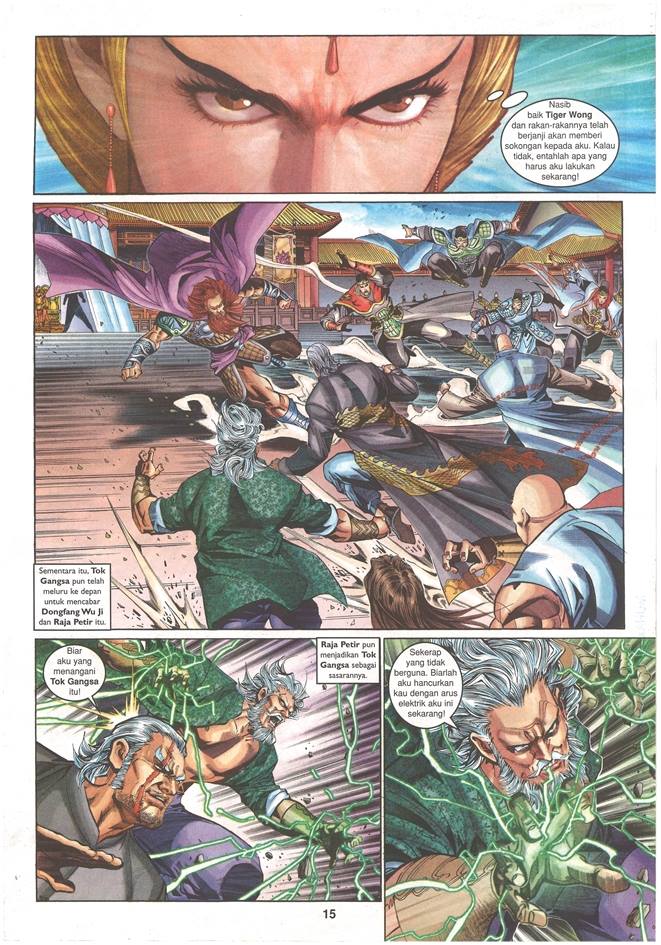 Nasib
baik Tiger Wong
dan rakan-rakannya telah
berjanji akan memberi
sokongan kepada aku. Kalau
tidak, entahlah apa yang
harus aku lakukan
sekarang!
Sementara itu, Tok
Gangsa pun telah
meluru ke depan
untuk mencabar
Dongfang Wu Ji
dan Raja Petir itu.
Biar
aku yang
menangani
Tok Gangsa
itu!
Raja Petir pun
menjadikan Tok
Gangsa sebagai
sasarannya.
Sekerap
yang tidak
berguna. Biarlah
aku hancurkan
kau dengan arus
elektrik aku ini
sekarang!
15